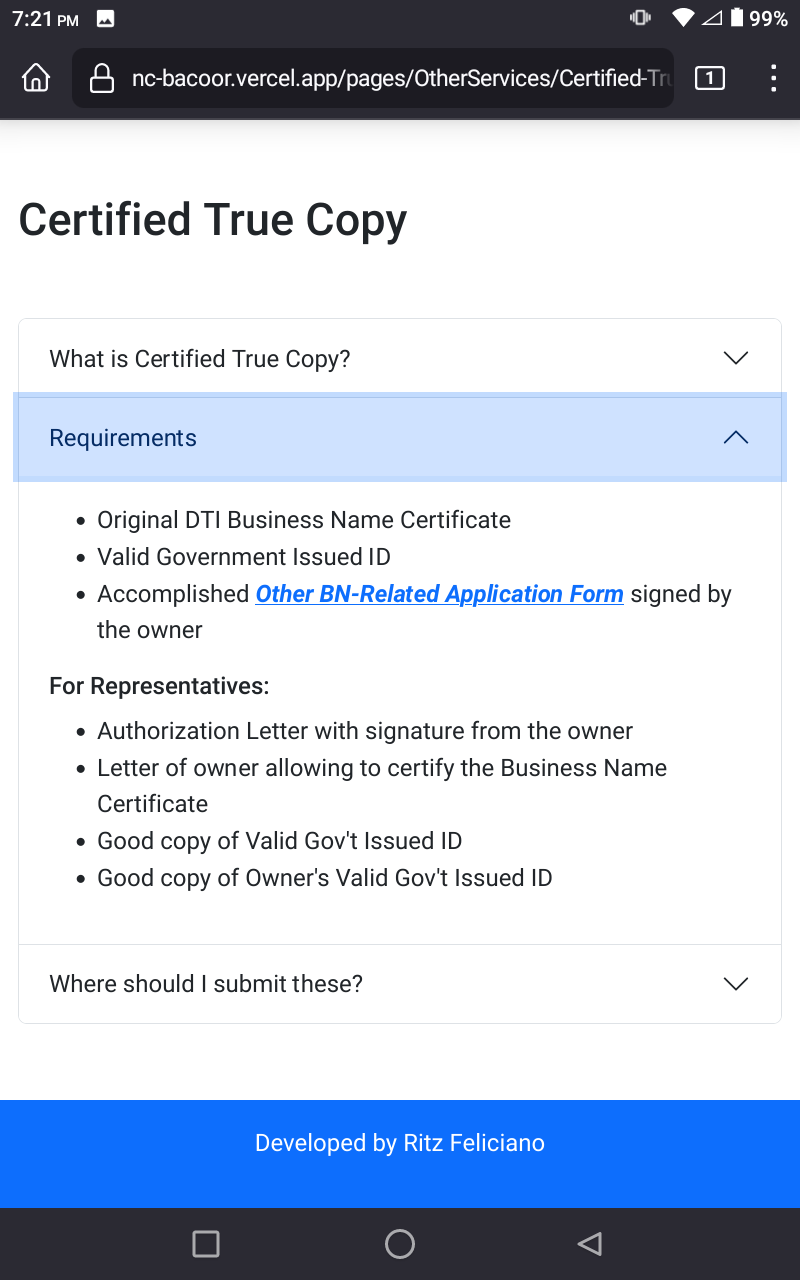 7:21 PM
99%
nc-bacoor.vercel.app/pages/OtherServices/Certified-Tru
1
Certified True Copy
What is Certified True Copy?
Requirements
Original DTI Business Name Certificate
Valid Government Issued ID
Accomplished Other BN-Related Application Form signed by
the owner
For Representatives:
Authorization Letter with signature from the owner
Letter of owner allowing to certify the Business Name
Certificate
Good copy of Valid Gov't Issued ID
Good copy of Owner's Valid Gov't Issued ID
Where should I submit these?
Developed by Ritz Feliciano